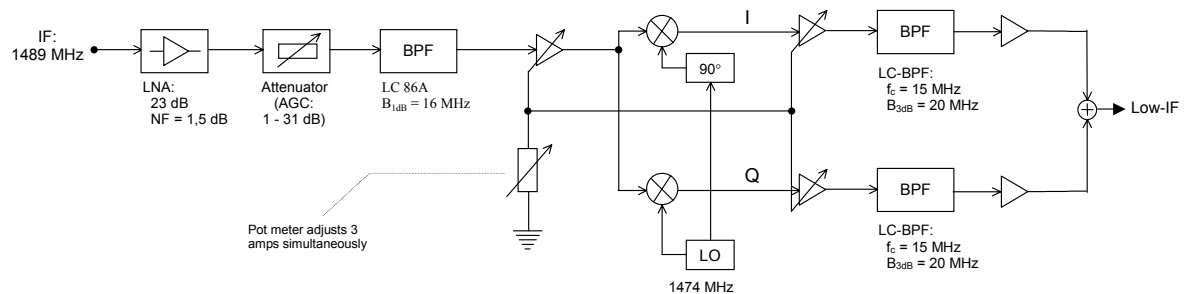 IF:
1489 MHz
LNA:
23 dB
NF = 1,5 dB
Attenuator
(AGC:
1 - 31 dB)
BPF
LC 86A
B1dB = 16 MHz
Pot meter adjusts 3
amps simultaneously
I
90°
Q
LO
1474 MHz
BPF
LC-BPF:
fc = 15 MHz
B3dB = 20 MHz
BPF
LC-BPF:
fc = 15 MHz
B3dB = 20 MHz
Low-IF